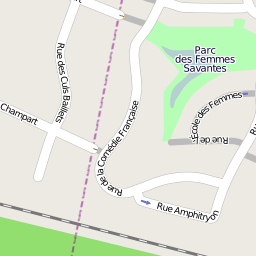 Parc
des Femmes
Savantes
Rue des Culs Baillets
École des Femmes
Rue de l'
Champart
Rue de la Comédie Française
Rue Amphitryon